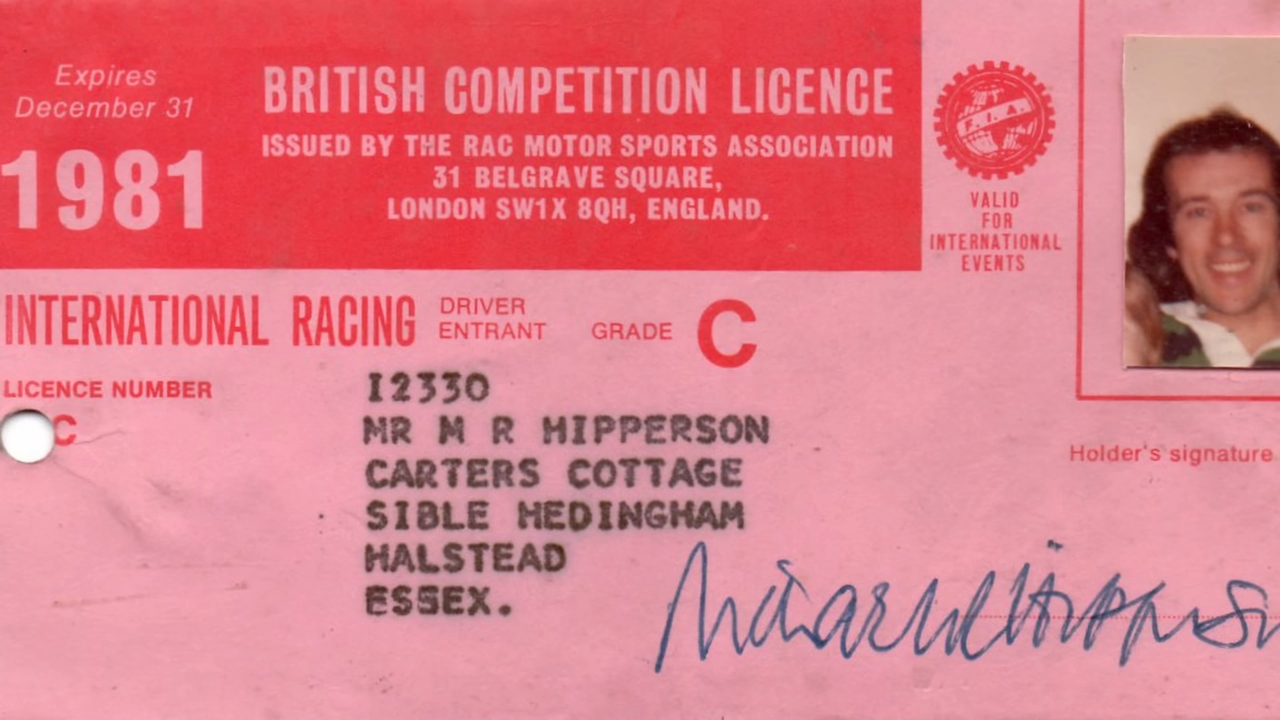 Expires
December 31
1981
BRITISH COMPETITION LICENCE
ISSUED BY THE RAC MOTOR SPORTS ASSOCIATION
31 BELGRAVE SQUARE,
LONDON SW1X 8QH, ENGLAND.
F.I.A.
VALID
FOR
INTERNATIONAL
EVENTS
INTERNATIONAL RACING
DRIVER
ENTRANT
GRADE C
LICENCE NUMBER
C
I2330
MR M R HIPPERSON
CARTERS COTTAGE
SIBLE HEDINGHAM
HALSTEAD
ESSEX.
Holder's signature